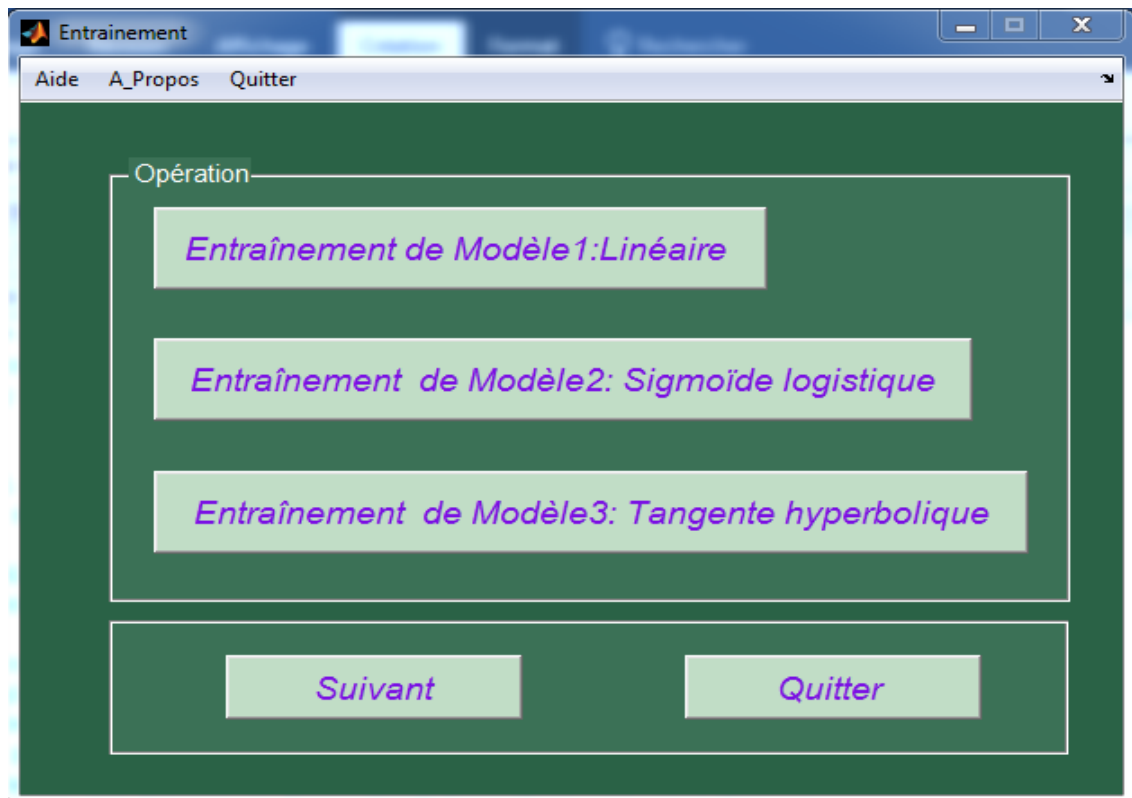 Entrainement
Aide A_Propos Quitter
Opération
Entraînement de Modèle1:Linéaire
Entraînement de Modèle2: Sigmoïde logistique
Entraînement de Modèle3: Tangente hyperbolique
Suivant Quitter